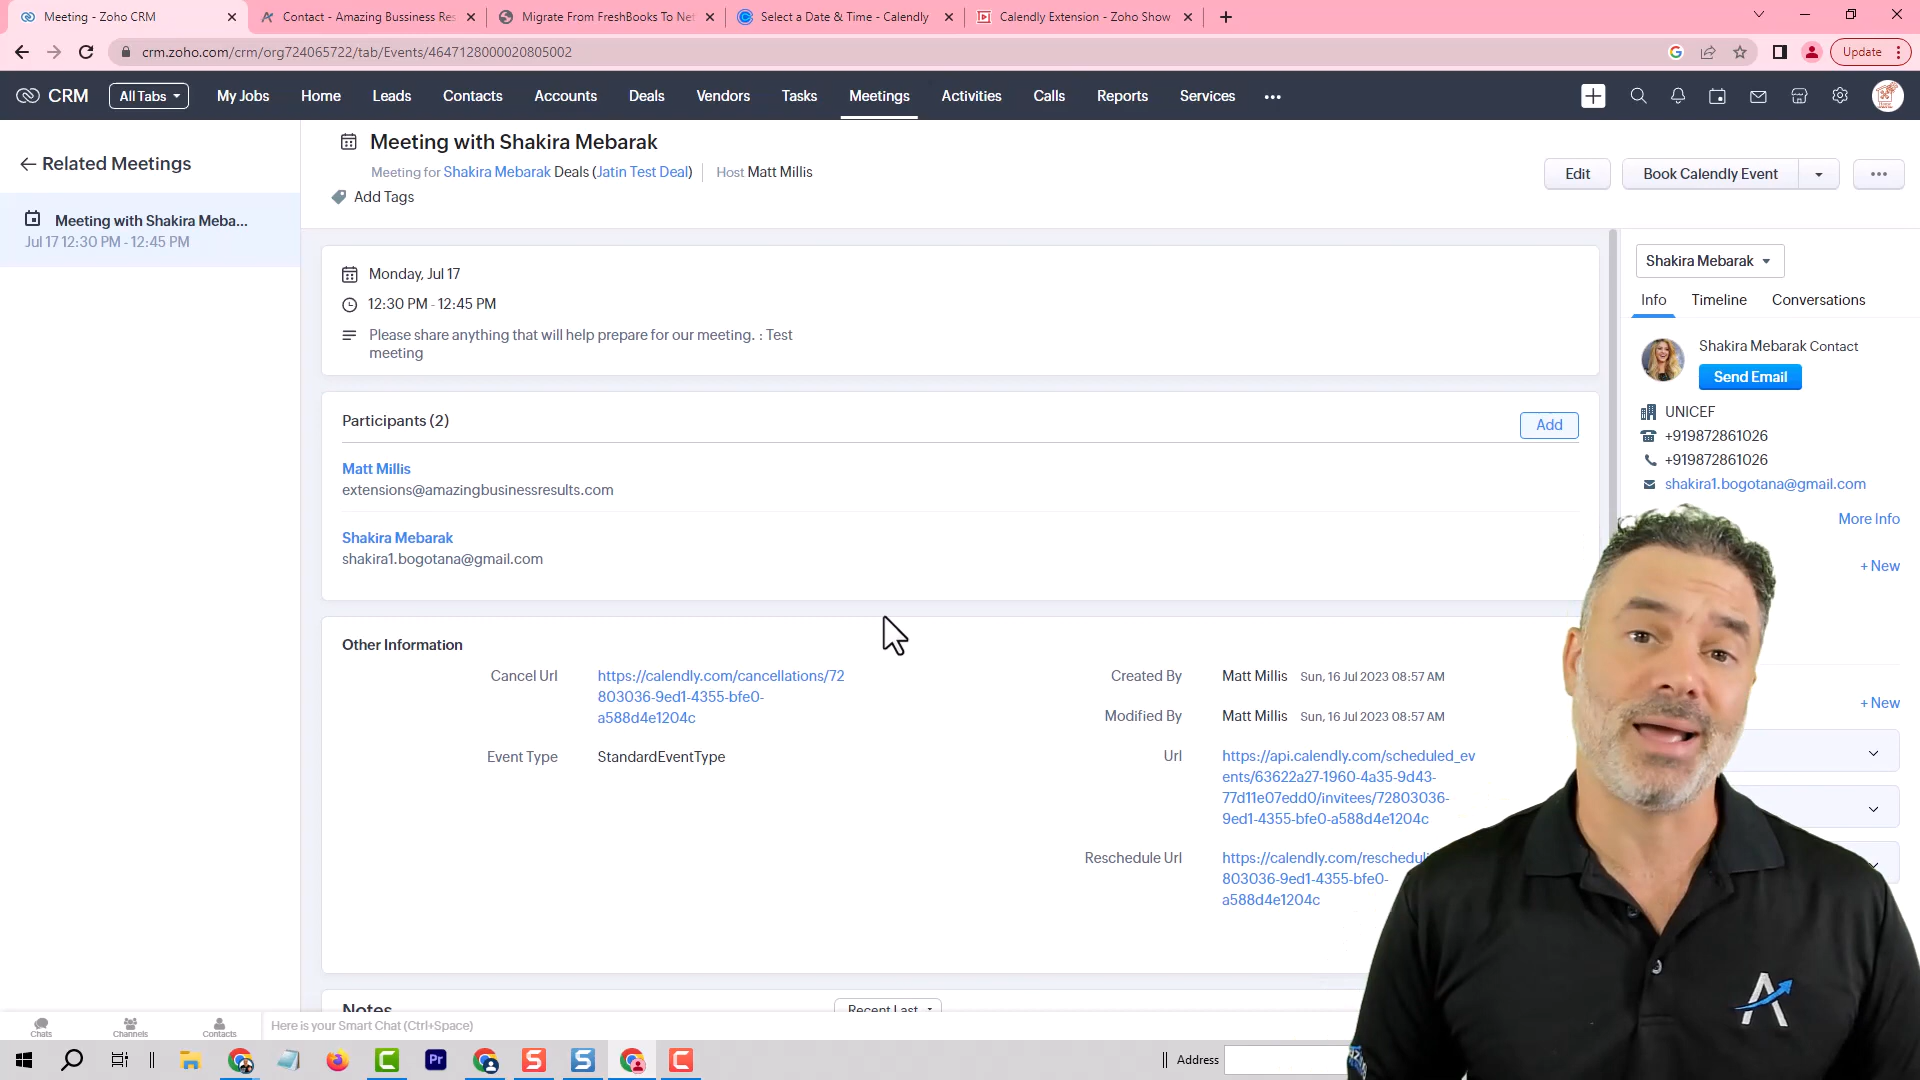 Meeting - Zoho CRM
Contact - Amazing Bussiness Res
Migrate From FreshBooks To Net
Select a Date & Time - Calendly
Calendly Extension - Zoho Show
crm.zoho.com/crm/org724065722/tab/Events/4647128000020805002
Update
CRM
All Tabs
My Jobs
Home
Leads
Contacts
Accounts
Deals
Vendors
Tasks
Meetings
Activities
Calls
Reports
Services
Related Meetings
Meeting with Shakira Meba...
Jul 17 12:30 PM - 12:45 PM
Meeting with Shakira Mebarak
Meeting for Shakira Mebarak Deals (Jatin Test Deal) Host Matt Millis
Add Tags
Edit
Book Calendly Event
Monday, Jul 17
12:30 PM - 12:45 PM
Please share anything that will help prepare for our meeting. : Test
meeting
Participants (2)
Add
Matt Millis
extensions@amazingbusinessresults.com
Shakira Mebarak
shakira1.bogotana@gmail.com
Other Information
Cancel Url
https://calendly.com/cancellations/72
803036-9ed1-4355-bfe0-
a588d4e1204c
Event Type
StandardEventType
Created By
Matt Millis Sun, 16 Jul 2023 08:57 AM
Modified By
Matt Millis Sun, 16 Jul 2023 08:57 AM
Url
https://api.calendly.com/scheduled_ev
ents/63622a27-1960-4a35-9d43-
77d11e07edd0/invitees/72803036-
9ed1-4355-bfe0-a588d4e1204c
Reschedule Url
https://calendly.com/reschedul
803036-9ed1-4355-bfe0-
a588d4e1204c
Notes
Recent Last
Shakira Mebarak
Info
Timeline
Conversations
Shakira Mebarak Contact
Send Email
UNICEF
+919872861026
+919872861026
shakira1.bogotana@gmail.com
More Info
+ New
+ New
Chats
Channels
Contacts
Here is your Smart Chat (Ctrl+Space)
Pr
S
S
C
Address